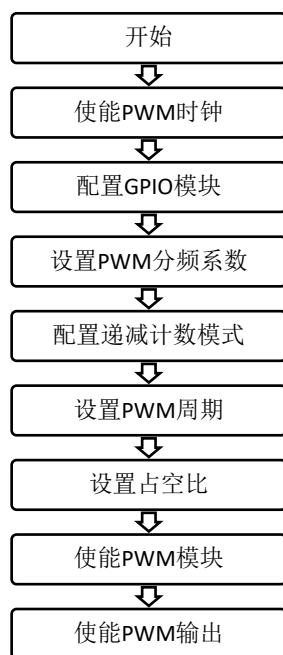 开始
使能PWM时钟
配置GPIO模块
设置PWM分频系数
配置递减计数模式
设置PWM周期
设置占空比
使能PWM模块
使能PWM输出